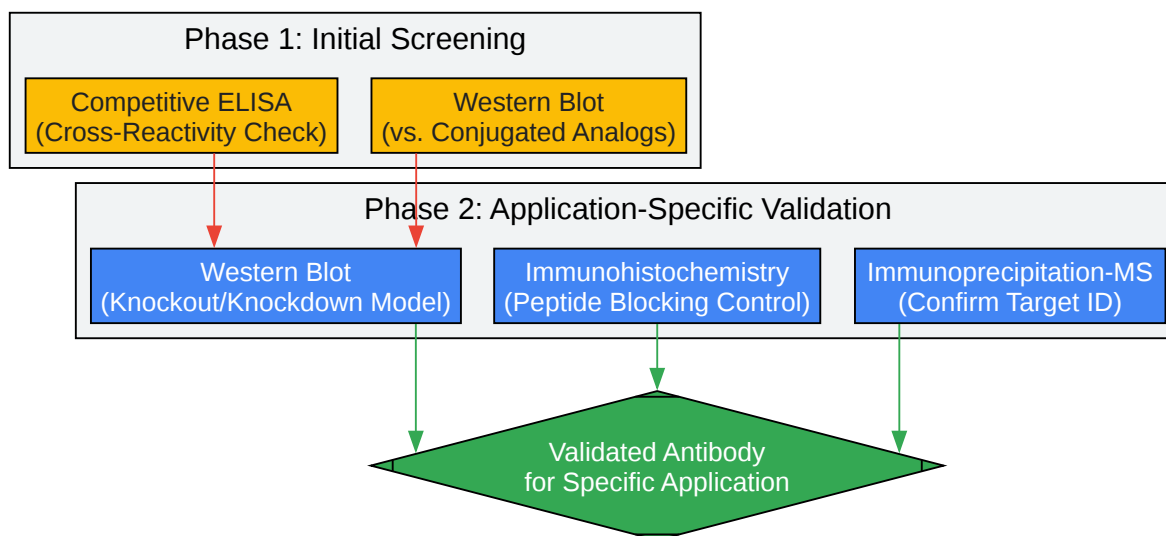 Phase 1: Initial Screening
Competitive ELISA
(Cross-Reactivity Check)
Western Blot
(vs. Conjugated Analogs)
Phase 2: Application-Specific Validation
Western Blot
(Knockout/Knockdown Model)
Immunohistochemistry
(Peptide Blocking Control)
Immunoprecipitation-MS
(Confirm Target ID)
Validated Antibody
for Specific Application